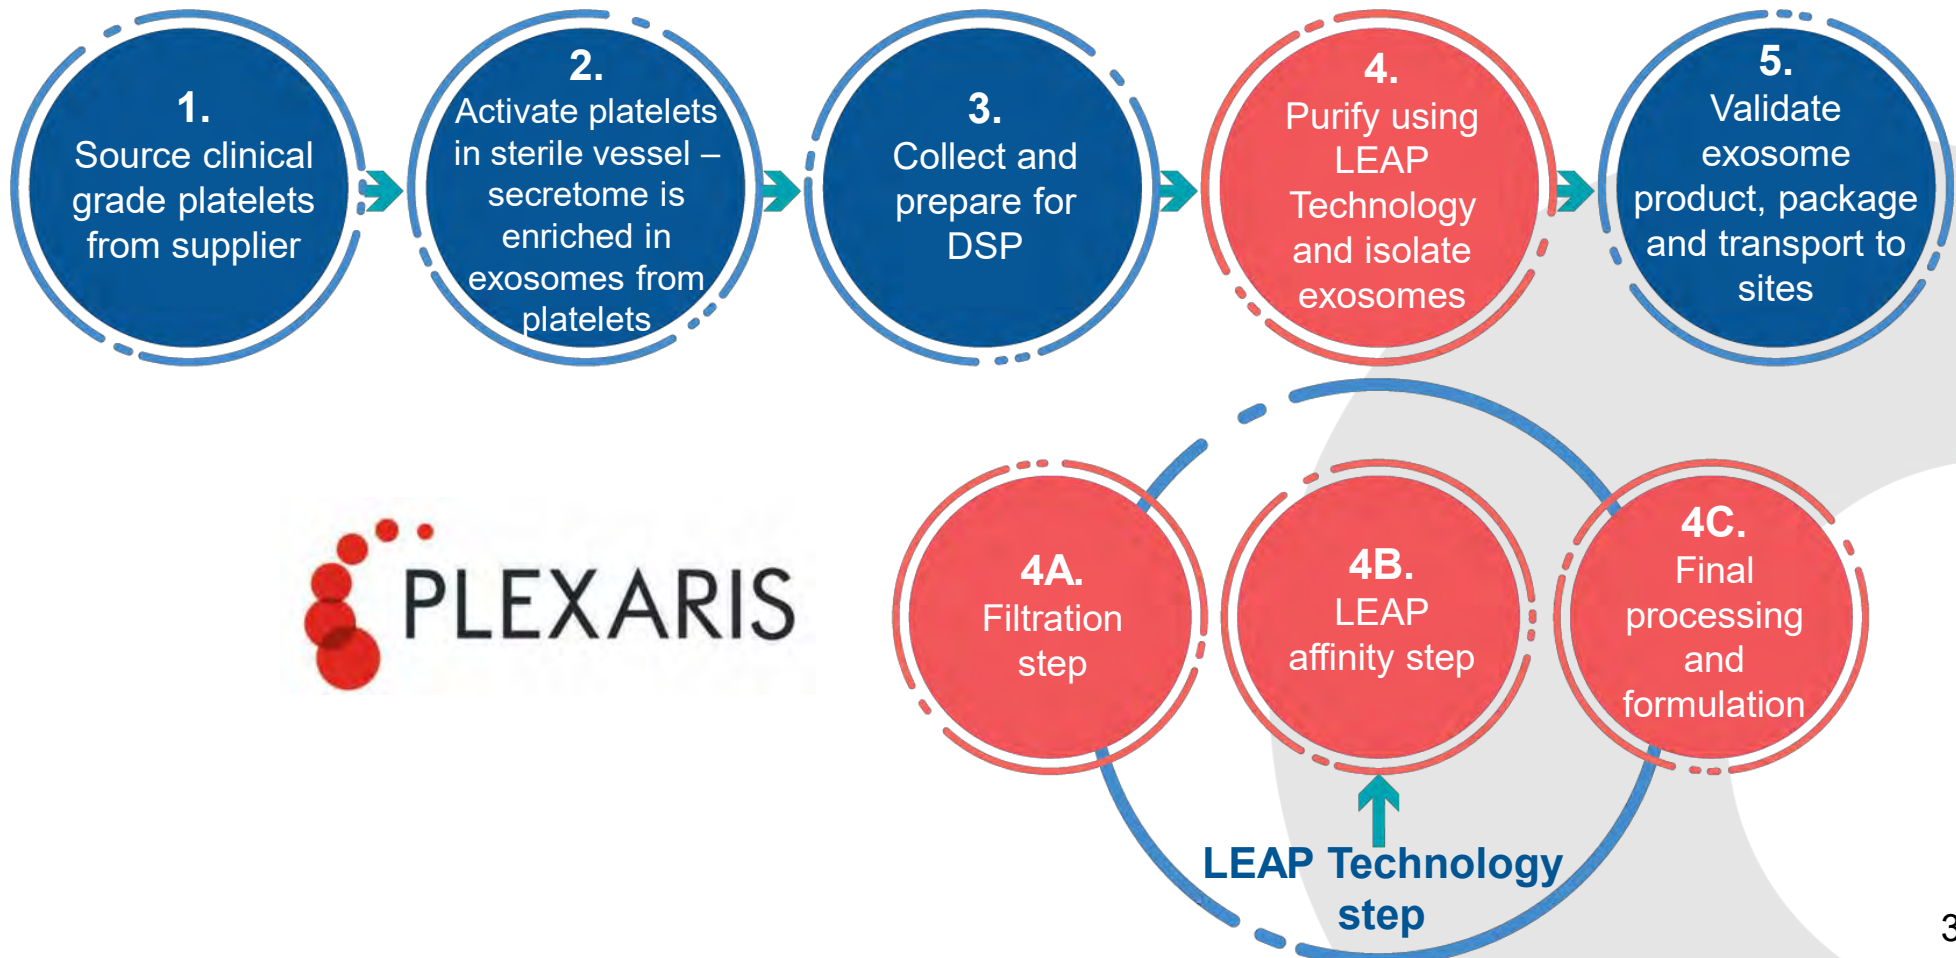 1.
Source clinical
grade platelets
from supplier
2.
Activate platelets
in sterile vessel –
secretome is
enriched in
exosomes from
platelets
3.
Collect and
prepare for
DSP
4.
Purify using
LEAP
Technology
and isolate
exosomes
5.
Validate
exosome
product, package
and transport to
sites
PLEXARIS
4A.
Filtration
step
4B.
LEAP
affinity step
4C.
Final
processing
and
formulation
LEAP Technology
step
3